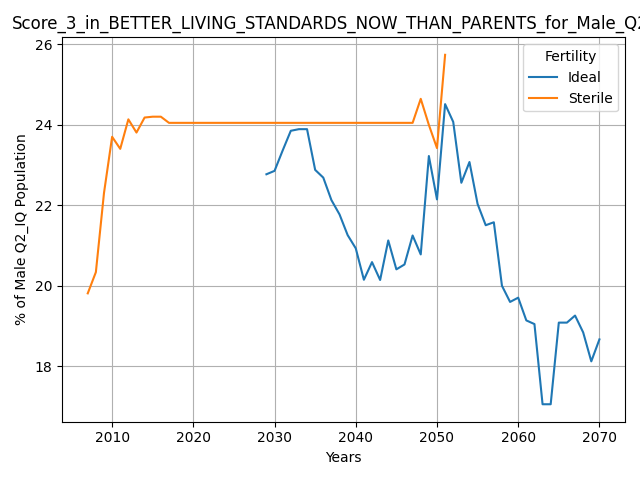 Score_3_in_BETTER_LIVING_STANDARDS_NOW_THAN_PARENTS_for_Male_Q2
26
24
22
20
18
% of Male Q2_IQ Population
Fertility
Ideal
Sterile
2010 2020 2030 2040 2050 2060 2070
Years